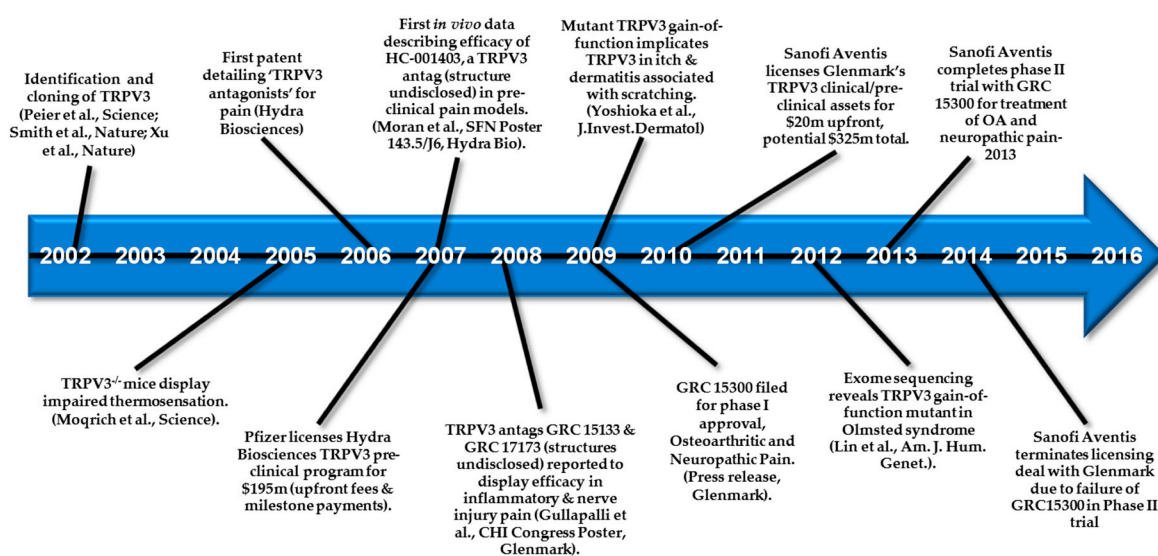 Identification and
cloning of TRPV3
(Peier et al., Science;
Smith et al., Nature; Xu
et al., Nature)
First patent
detailing ‘TRPV3
antagonists’ for
pain (Hydra
Biosciences)
First in vivo data
describing efficacy of
HC-001403, a TRPV3
antag (structure
undisclosed) in pre-
clinical pain models.
(Moran et al., SFN Poster
143.5/J6, Hydra Bio).
Mutant TRPV3 gain-of-
function implicates
TRPV3 in itch &
dermatitis associated
with scratching.
(Yoshioka et al.,
J.Invest.Dermatol)
Sanofi Aventis
licenses Glenmark’s
TRPV3 clinical/pre-
clinical assets for
$20m upfront,
potential $325m total.
Sanofi Aventis
completes phase II
trial with GRC
15300 for treatment
of OA and
neuropathic pain-
2013
2002 2003 2004 2005 2006 2007 2008 2009 2010 2011 2012 2013 2014 2015 2016
TRPV3-/- mice display
impaired thermosensation.
(Moqrich et al., Science).
Pfizer licenses Hydra
Biosciences TRPV3 pre-
clinical program for
$195m (upfront fees &
milestone payments).
TRPV3 antags GRC 15133 &
GRC 17173 (structures
undisclosed) reported to
display efficacy in
inflammatory & nerve
injury pain (Gullapalli et
al., CHI Congress Poster,
Glenmark).
GRC 15300 filed
for phase I
approval,
Osteoarthritic and
Neuropathic Pain.
(Press release,
Glenmark).
Exome sequencing
reveals TRPV3 gain-of-
function mutant in
Olmsted syndrome
(Lin et al., Am. J. Hum.
Genet.).
Sanofi Aventis
terminates licensing
deal with Glenmark
due to failure of
GRC15300 in Phase II
trial